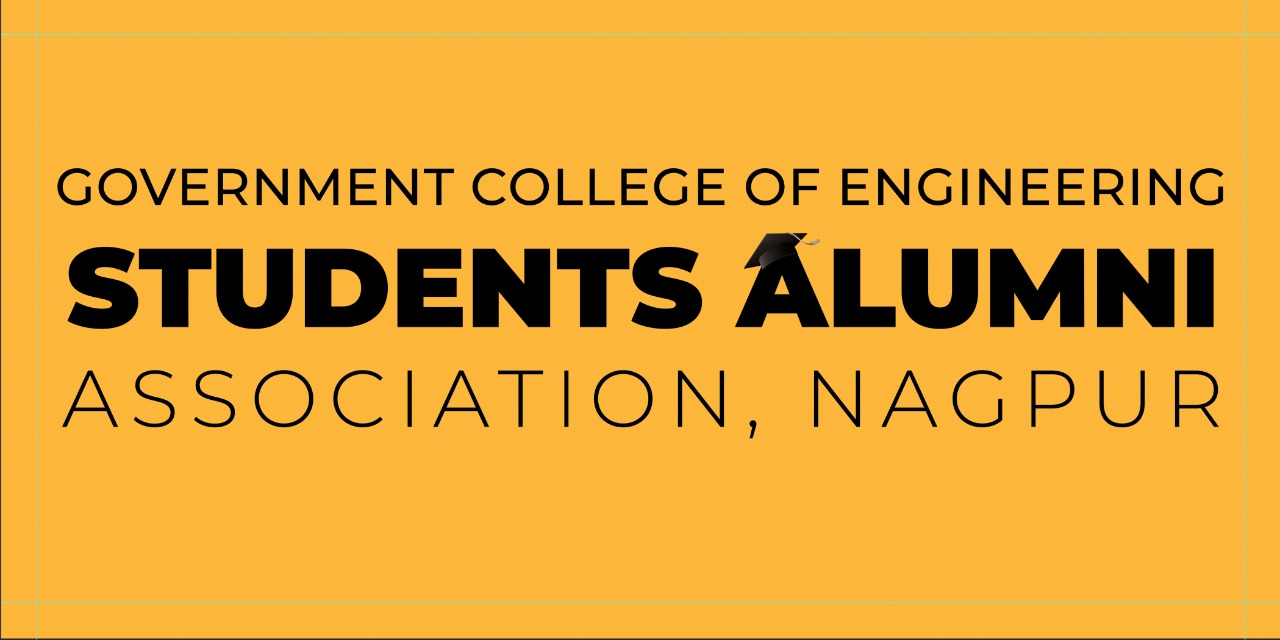 GOVERNMENT COLLEGE OF ENGINEERING
STUDENTS ALUMNI
ASSOCIATION, NAGPUR